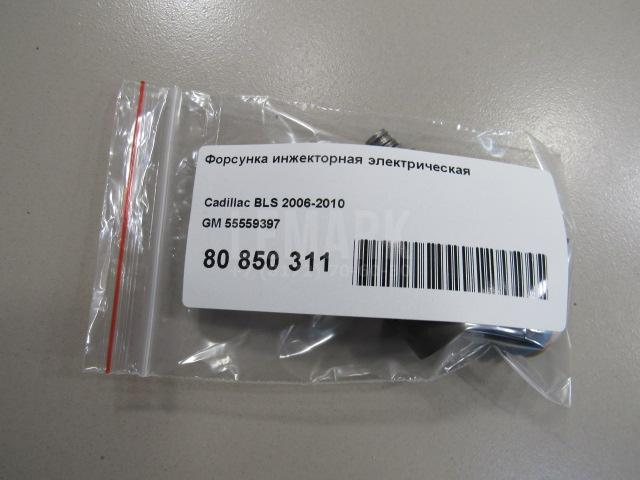 Форсунка инжекторная электрическая
Cadillac BLS 2006-2010
GM 55559397
80 850 311